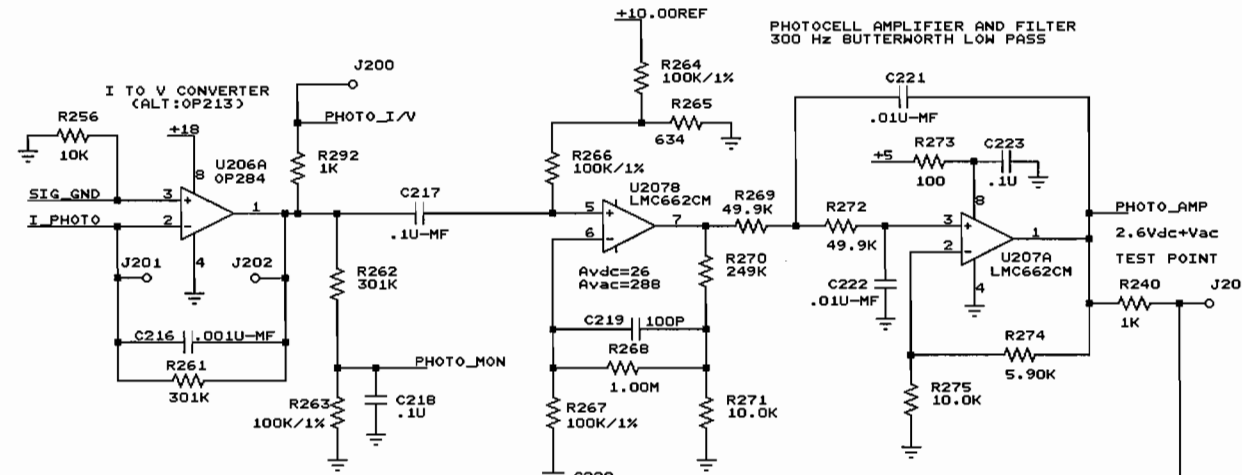 +10.00REF
PHOTOCELL AMPLIFIER AND FILTER
300 Hz BUTTERWORTH LOW PASS
J200
R264
100K/1%
C221
I TO V CONVERTER
(ALT:OP213)
.01U-MF
R256
+18
PHOTO_I/V
R265
R273
C223
10K
634
+5
U206A
OP284
R292
1K
R266
100K/1%
100
.1U
8
C217
U207B
LMC662CM
R269
49.9K
R272
8
SIG_GND
3
1
5
7
3
1
PHOTO_AMP
I_PHOTO
2
.1U-MF
6
49.9K
2
U207A
LMC662CM
2.6Vdc+Vac
J201
J202
4
R262
301K
Avdc=26
Avac=288
R270
249K
C222
.01U-MF
4
TEST POINT
R240
J20
C216
.001U-MF
C219
100P
1K
R261
PHOTO_MON
R268
R274
301K
1.00M
5.90K
R263
100K/1%
C218
.1U
R267
100K/1%
R271
10.0K
R275
10.0K